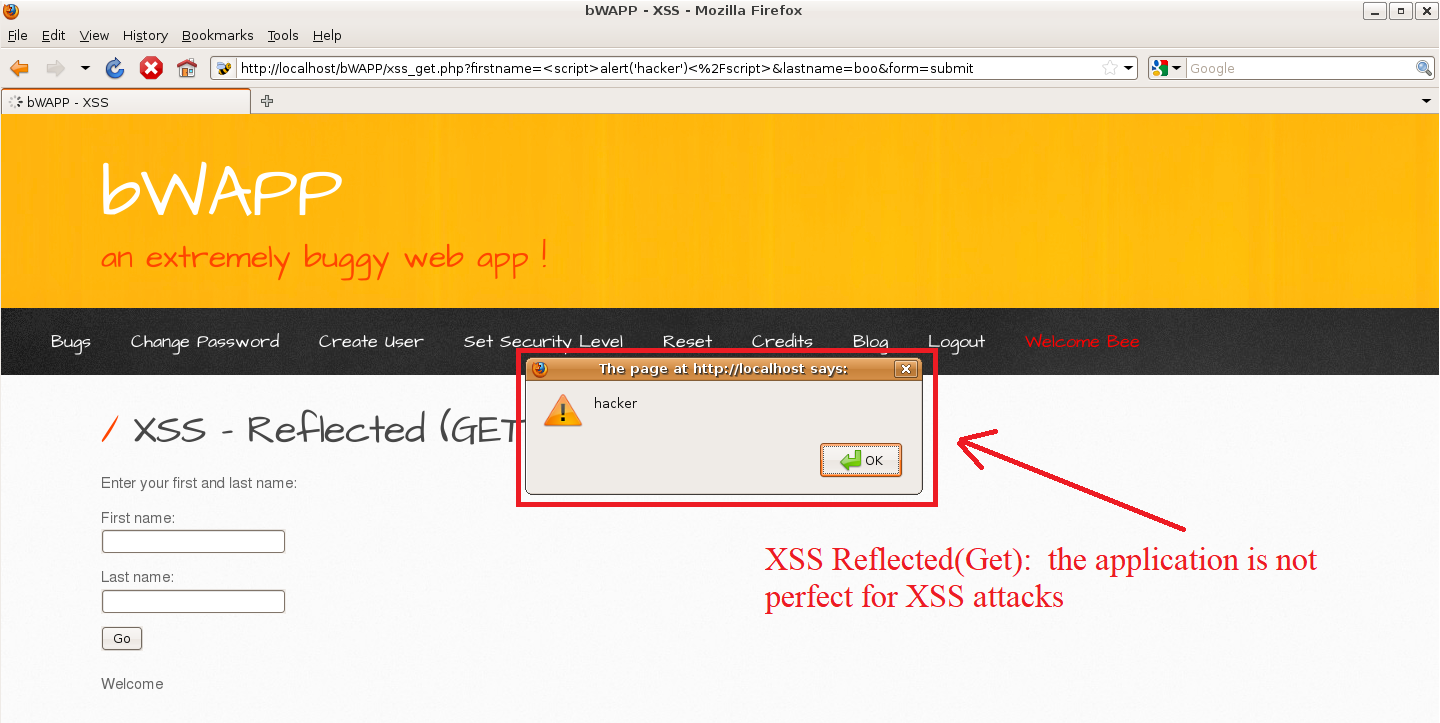 bWAPP - XSS - Mozilla Firefox
File Edit View History Bookmarks Tools Help
http://localhost/bWAPP/xss_get.php?firstname=<script>alert('hacker')<%2Fscript>&lastname=boo&form=submit
Google
bWAPP - XSS
bWAPP
an extremely buggy web app !
Bugs Change Password Create User Set Security Level Reset Credits Blog Logout Welcome Bee
The page at http://localhost says:
hacker
OK
/ XSS - Reflected (GET
Enter your first and last name:
First name:
Last name:
Go
Welcome
XSS Reflected(Get): the application is not
perfect for XSS attacks